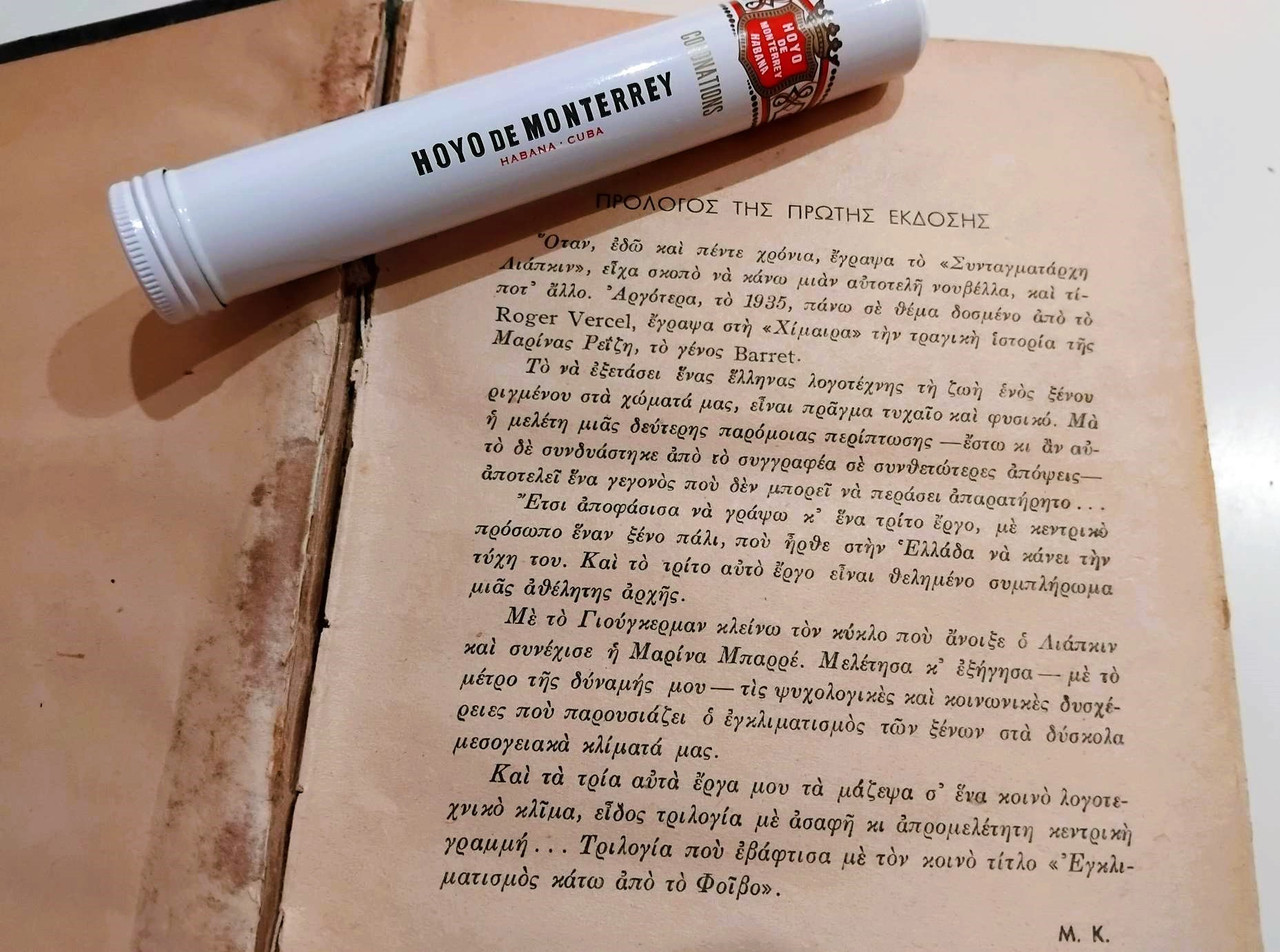 HOYO DE MONTERREY
HABANA · CUBA
CORONATIONS
HOYO
DE
MONTERREY
HABANA
ΠΡΟΛΟΓΟΣ ΤΗΣ ΠΡΩΤΗΣ ΕΚΔΟΣΗΣ
Ὅταν, ἐδῶ καὶ πέντε χρόνια, ἔγραψα τὸ «Συνταγματάρχη
Λιάπκιν», εἶχα σκοπὸ νὰ κάνω μιὰν αὐτοτελῆ νουβέλλα, καὶ τί-
ποτ' ἄλλο. Ἀργότερα, τὸ 1935, πάνω σὲ θέμα δοσμένο ἀπὸ τὸ
Roger Vercel, ἔγραψα στὴ «Χίμαιρα» τὴν τραγικὴ ἱστορία τῆς
Μαρίνας Ρεΐζη, τὸ γένος Barret.
Τὸ νὰ ἐξετάσει ἕνας ἕλληνας λογοτέχνης τὴ ζωὴ ἑνὸς ξένου
ριγμένου στὰ χώματά μας, εἶναι πρᾶγμα τυχαῖο καὶ φυσικό. Μὰ
ἡ μελέτη μιᾶς δεύτερης παρόμοιας περίπτωσης —ἔστω κι ἂν αὐ-
τὸ δὲ συνδυάστηκε ἀπὸ τὸ συγγραφέα σὲ συνθετώτερες ἀπόψεις—
ἀποτελεῖ ἕνα γεγονὸς ποὺ δὲν μπορεῖ νὰ περάσει ἀπαρατήρητο...
Ἔτσι ἀποφάσισα νὰ γράψω κ' ἕνα τρίτο ἔργο, μὲ κεντρικὸ
πρόσωπο ἕναν ξένο πάλι, ποὺ ἦρθε στὴν Ἑλλάδα νὰ κάνει τὴν
τύχη του. Καὶ τὸ τρίτο αὐτὸ ἔργο εἶναι θελημένο συμπλήρωμα
μιᾶς ἀθέλητης ἀρχῆς.
Μὲ τὸ Γιούγκερμαν κλείνω τὸν κύκλο ποὺ ἄνοιξε ὁ Λιάπκιν
καὶ συνέχισε ἡ Μαρίνα Μπαρρέ. Μελέτησα κ' ἐξήγησα — μὲ τὸ
μέτρο τῆς δύναμής μου — τὶς ψυχολογικὲς καὶ κοινωνικὲς δυσχέ-
ρειες ποὺ παρουσιάζει ὁ ἐγκλιματισμὸς τῶν ξένων στὰ δύσκολα
μεσογειακὰ κλίματά μας.
Καὶ τὰ τρία αὐτὰ ἔργα μου τὰ μάζεψα σ' ἕνα κοινὸ λογοτε-
χνικὸ κλῖμα, εἶδος τριλογία μὲ ἀσαφῆ κι ἀπρομελέτητη κεντρικὴ
γραμμή... Τριλογία ποὺ ἐβάφτισα μὲ τὸν κοινὸ τίτλο «Ἐγκλι-
ματισμὸς κάτω ἀπὸ τὸ Φοῖβο».
Μ. Κ.